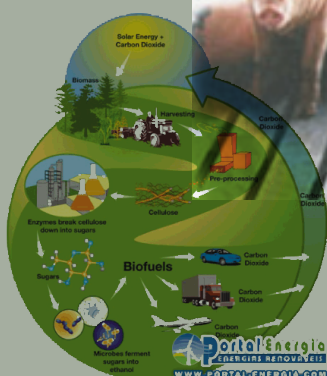 Solar Energy +
Carbon Dioxide
Biomass
Harvesting
Carbon
Dioxide
Pre-processing
Carbon
Dioxide
Cellulose
Enzymes break cellulose
down into sugars
Sugars
Biofuels
Carbon
Dioxide
Carbon
Dioxide
Carbon
Dioxide
Microbes ferment
sugars into
ethanol
Portal Energia
ENERGIAS RENOVÁVEIS
WWW.PORTAL-ENERGIA.COM